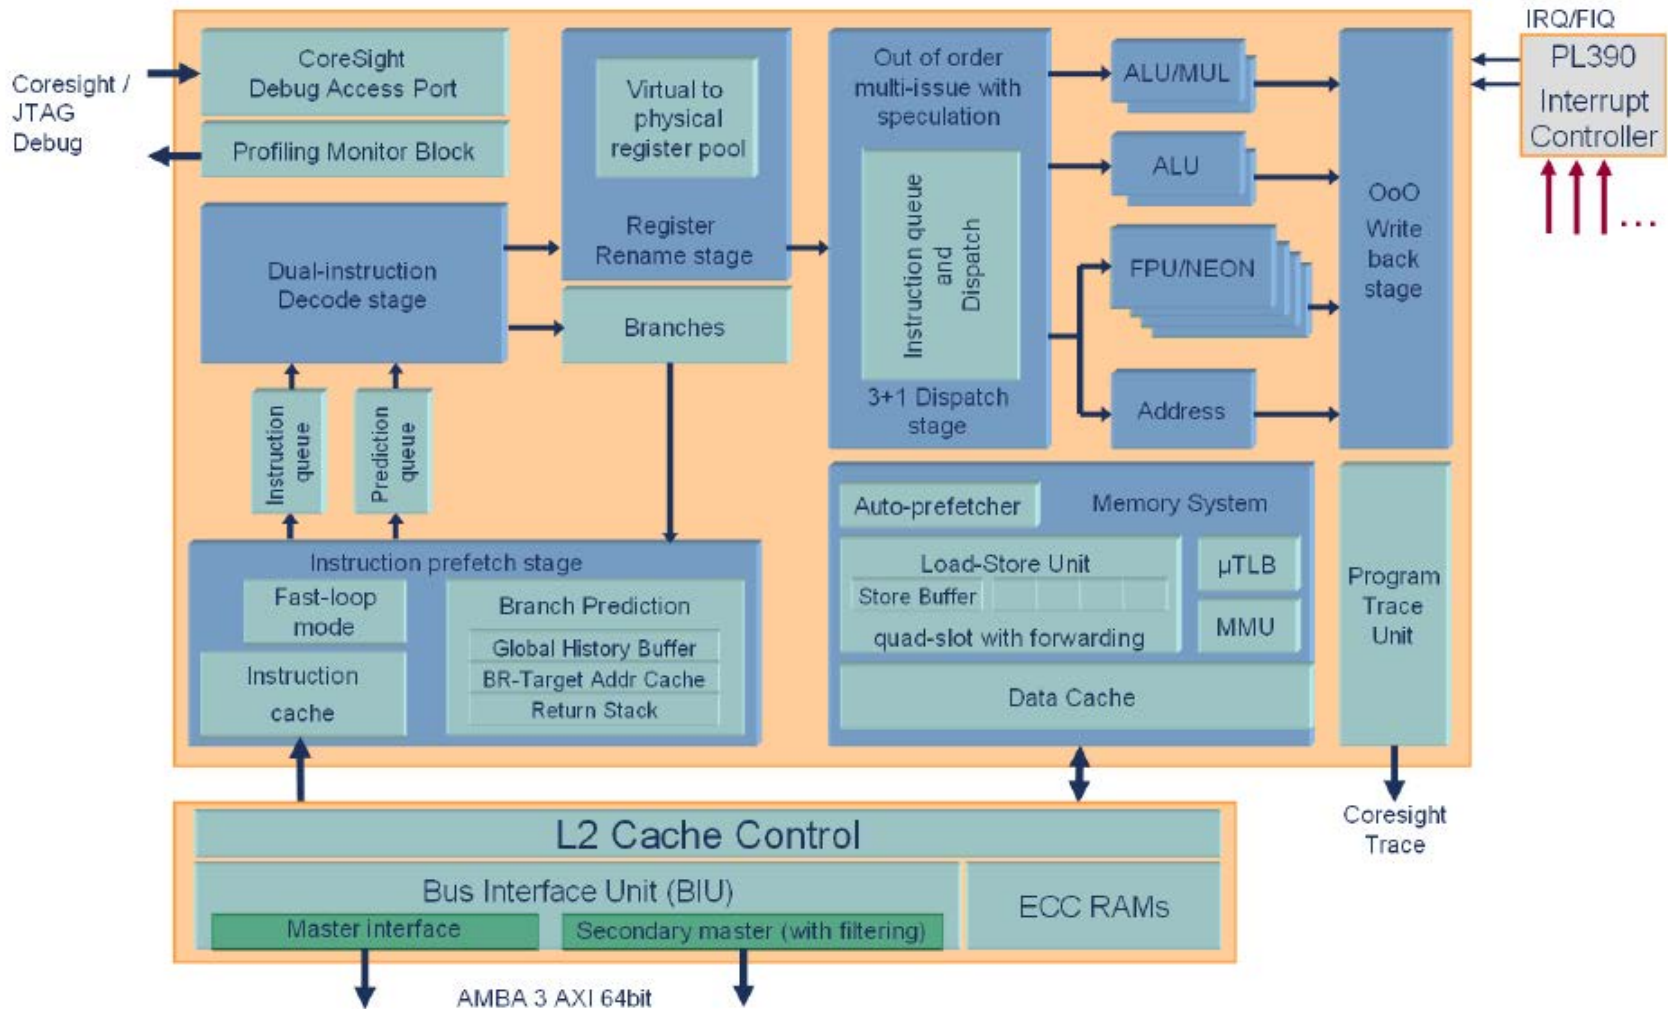 IRQ/FIQ
PL390
Interrupt
Controller
...
Coresight /
JTAG
Debug
CoreSight
Debug Access Port
Profiling Monitor Block
Virtual to
physical
register pool
Register
Rename stage
Dual-instruction
Decode stage
Branches
Out of order
multi-issue with
speculation
Instruction queue
and
Dispatch
3+1 Dispatch
stage
ALU/MUL
ALU
FPU/NEON
Address
OoO
Write
back
stage
Instruction
queue
Prediction
queue
Instruction prefetch stage
Fast-loop
mode
Instruction
cache
Branch Prediction
Global History Buffer
BR-Target Addr Cache
Return Stack
Auto-prefetcher
Memory System
Load-Store Unit
Store Buffer
quad-slot with forwarding
µTLB
MMU
Data Cache
Program
Trace
Unit
Coresight
Trace
L2 Cache Control
Bus Interface Unit (BIU)
Master interface
Secondary master (with filtering)
ECC RAMs
AMBA 3 AXI 64bit